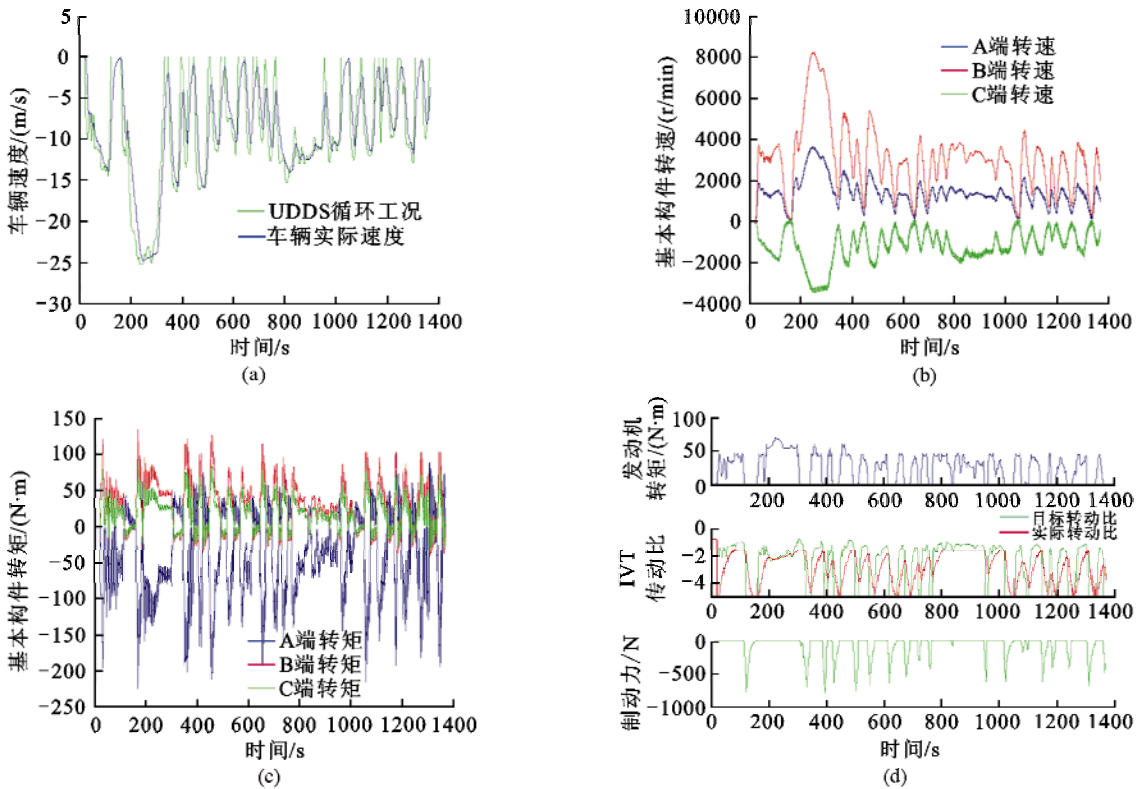 5
0
−5
−10
−15
−20
−25
−30
车辆速度/(m/s)
UDDS循环工况
车辆实际速度
0 200 400 600 800 1000 1200 1400
时间/s
(a)
10000
8000
6000
4000
2000
0
−2000
−4000
基本构件转速/(r/min)
A端转速
B端转速
C端转速
0 200 400 600 800 1000 1200 1400
时间/s
(b)
150
100
50
0
−50
−100
−150
−200
−250
基本构件转矩/(N·m)
A端转矩
B端转矩
C端转矩
0 200 400 600 800 1000 1200 1400
时间/s
(c)
发动机
转矩/(N·m)
100
50
0
200 400 600 800 1000 1200 1400
目标转动比
实际转动比
IVT
传动比
−2
−4
0 200 400 600 800 1000 1200 1400
制动力/N
0
−500
−1000
0 200 400 600 800 1000 1200 1400
时间/s
(d)